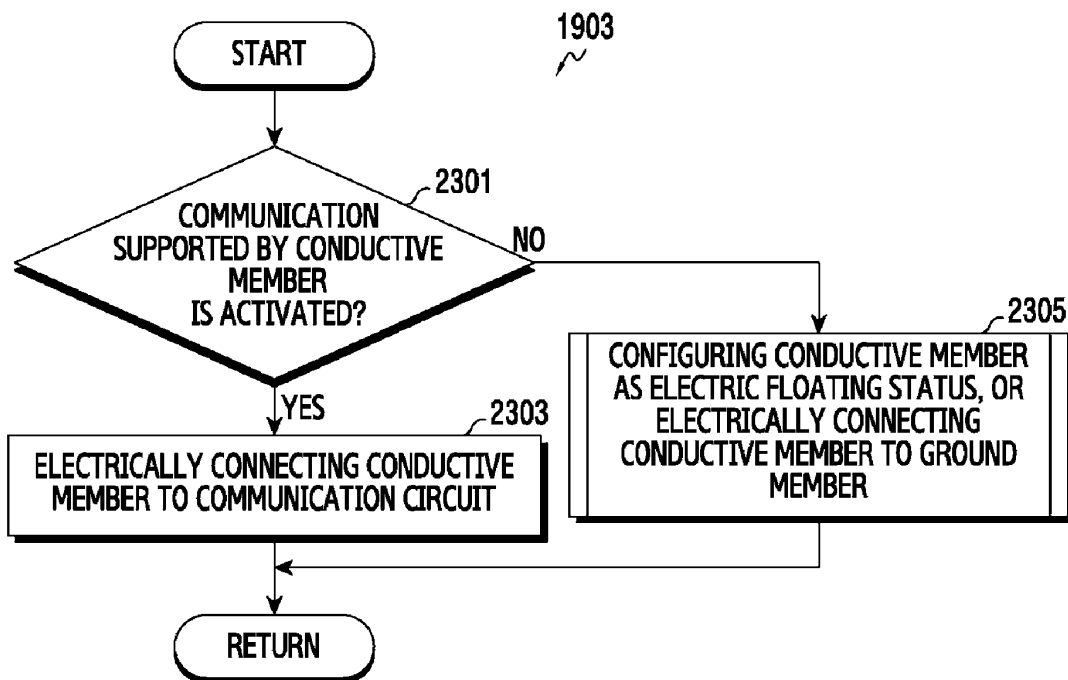 START
1903
2301
COMMUNICATION
SUPPORTED BY CONDUCTIVE
MEMBER
IS ACTIVATED?
NO
YES
2303
ELECTRICALLY CONNECTING CONDUCTIVE
MEMBER TO COMMUNICATION CIRCUIT
2305
CONFIGURING CONDUCTIVE MEMBER
AS ELECTRIC FLOATING STATUS, OR
ELECTRICALLY CONNECTING
CONDUCTIVE MEMBER TO GROUND
MEMBER
RETURN